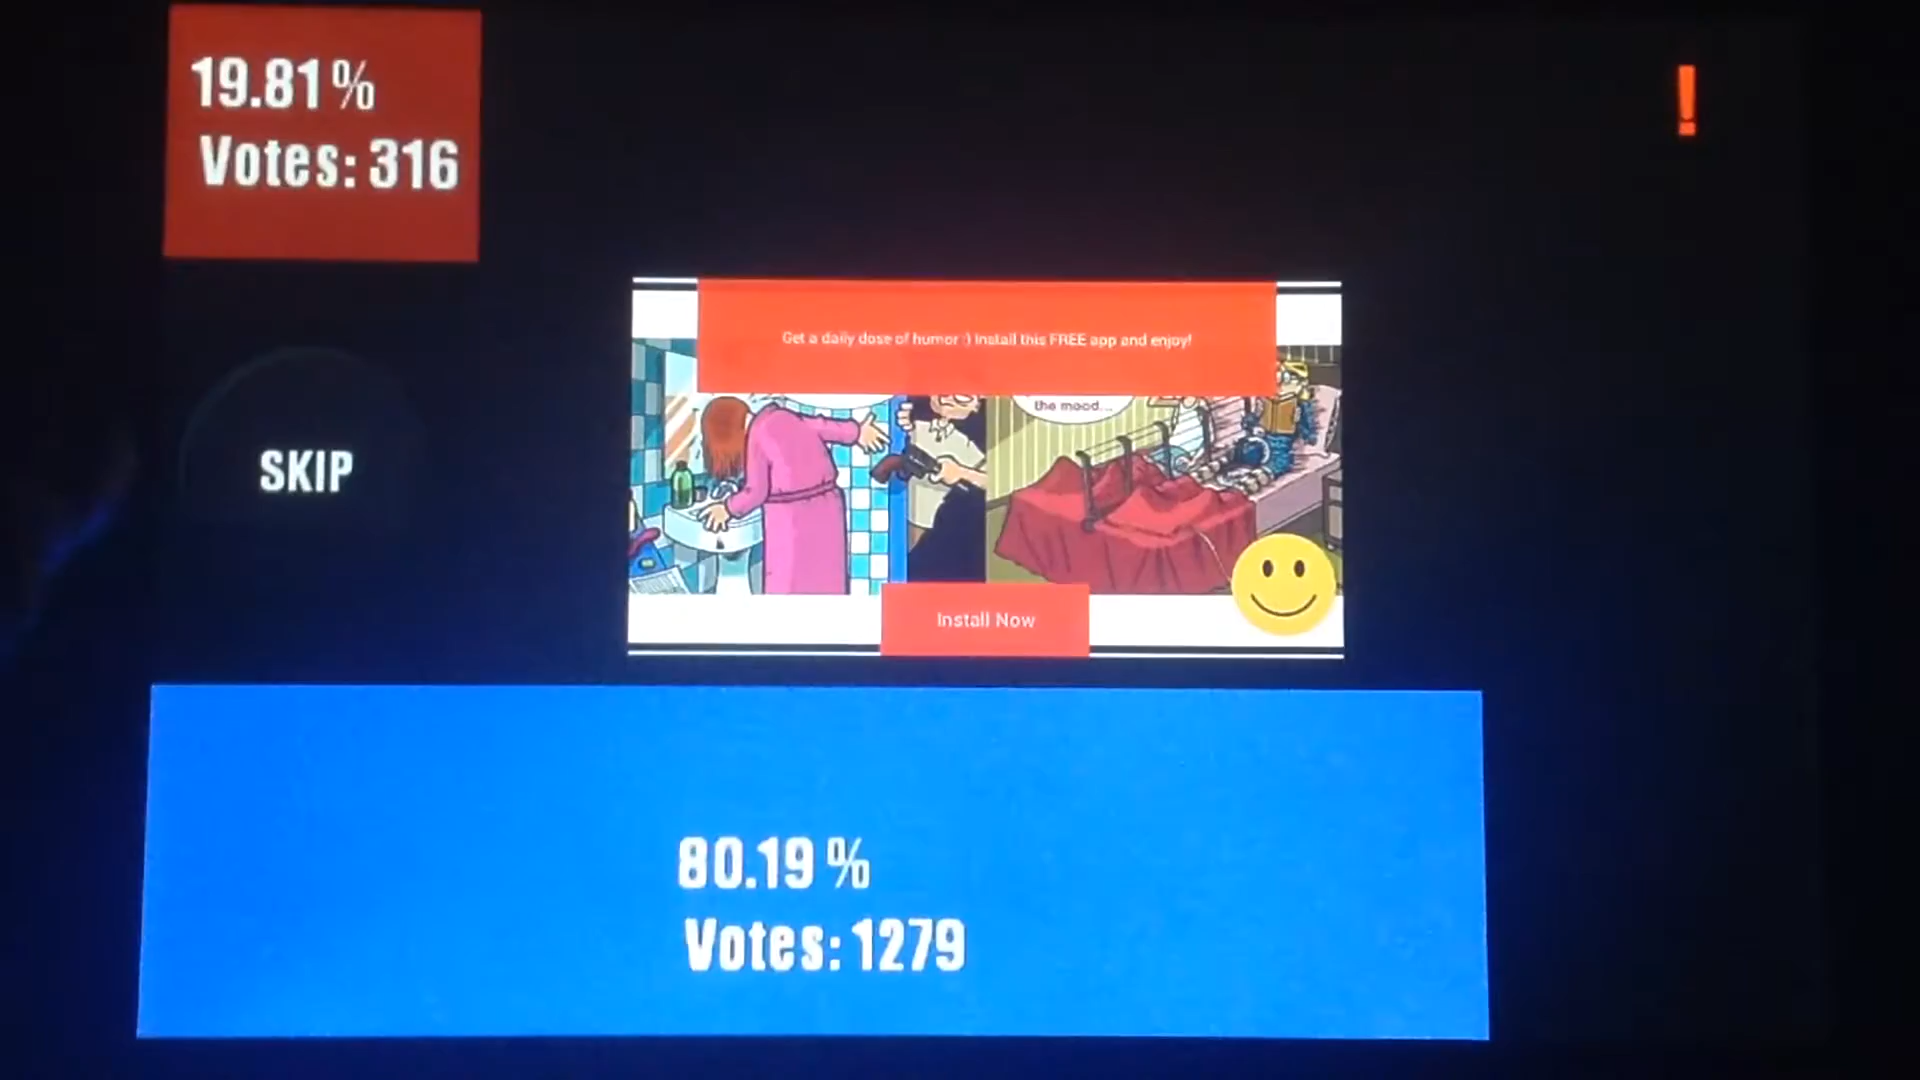 19.81%
Votes: 316
!
Get a daily dose of humor :) Install this FREE app and enjoy!
the mood...
SKIP
Install Now
80.19%
Votes: 1279